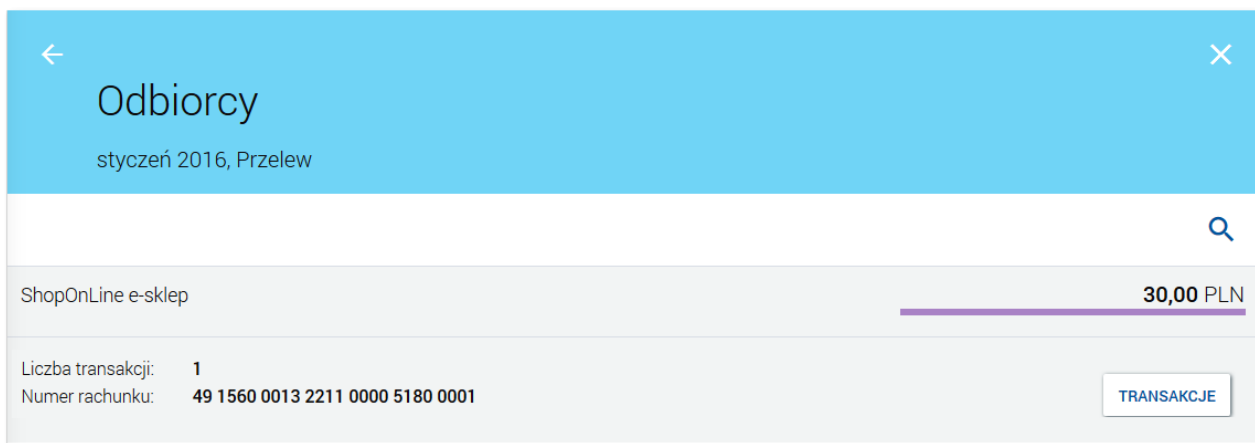 Odbiorcy
styczeń 2016, Przelew
ShopOnLine e-sklep 30,00 PLN
Liczba transakcji: 1
Numer rachunku: 49 1560 0013 2211 0000 5180 0001
TRANSAKCJE